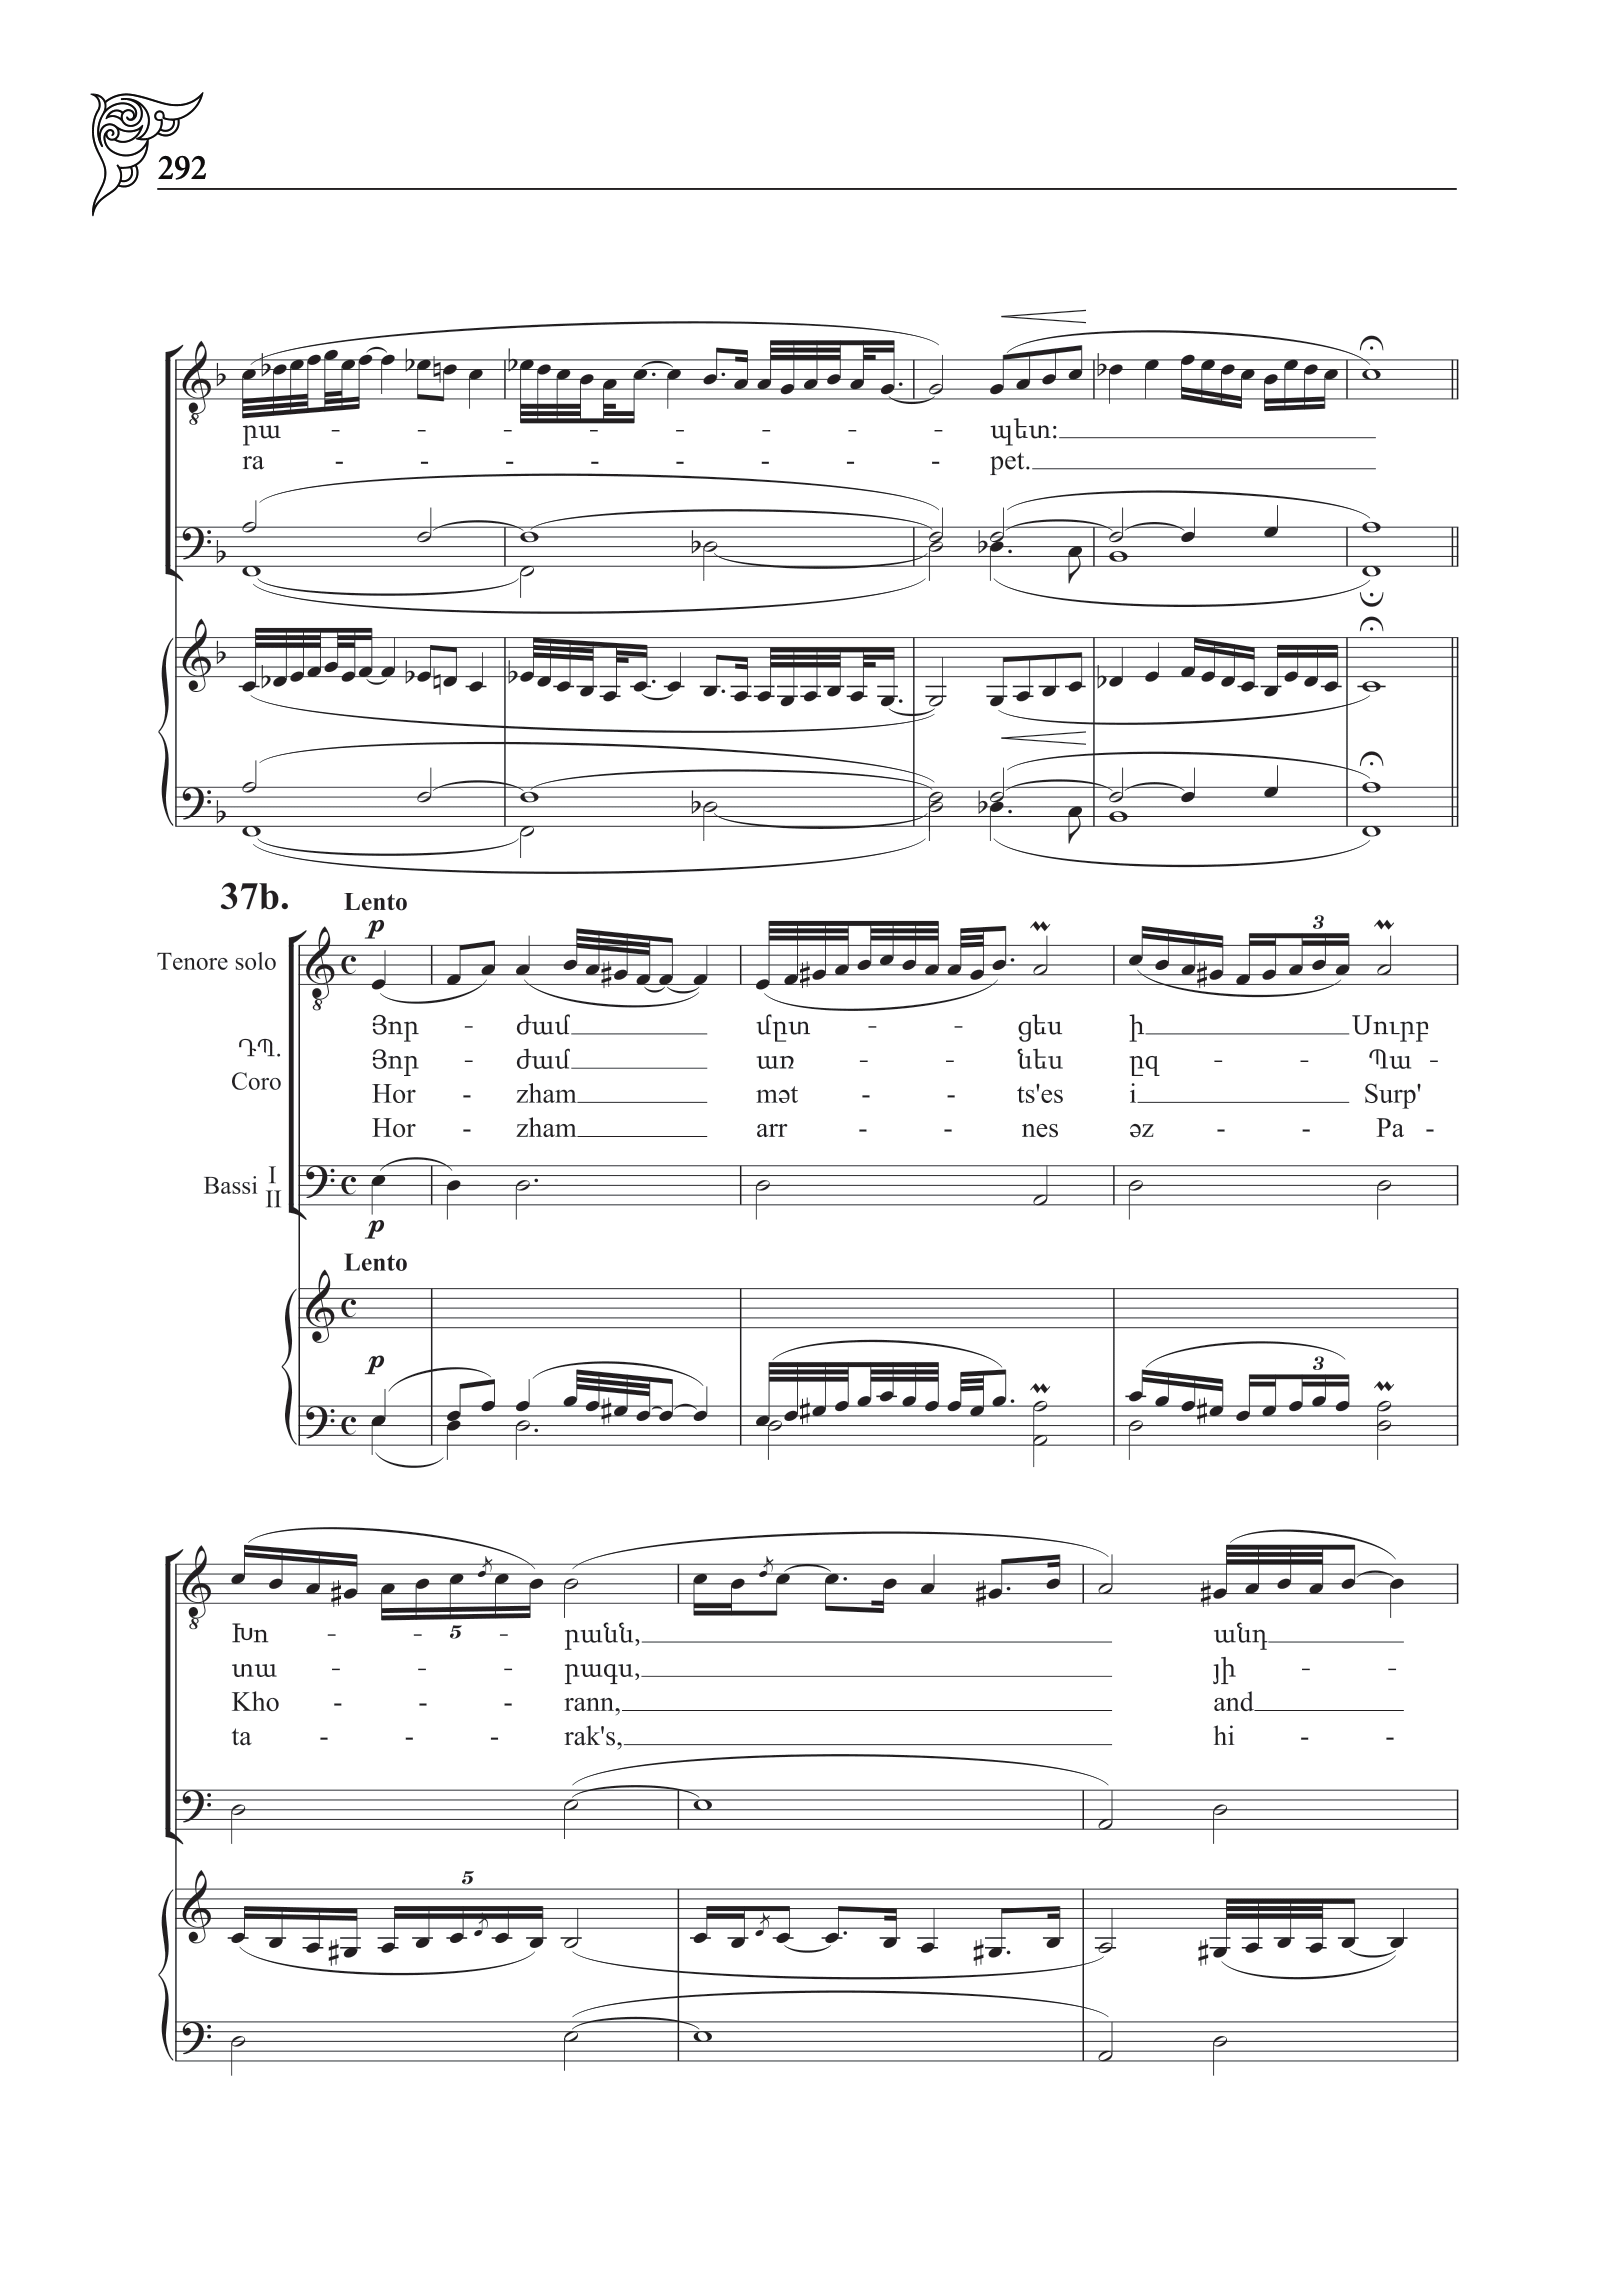 292
րա - - - - - - - - պետ:
ra - - - - - - - - pet.
37b. Lento
p
Tenore solo
3
Յոր - ժամ մըտ - - ցես ի Սուրբ
ԴՊ.
Յոր - ժամ առ - - նես ըզ - - Պա -
Coro
Hor - zham mət - - ts'es i Surp'
Hor - zham arr - - nes əz - - Pa -
Bassi I
II
p
Lento
p
3
5
Խո - - - րանն, անդ
տա - - - րագս, յի - -
Kho - - - rann, and
ta - - - rak's, hi - -
5